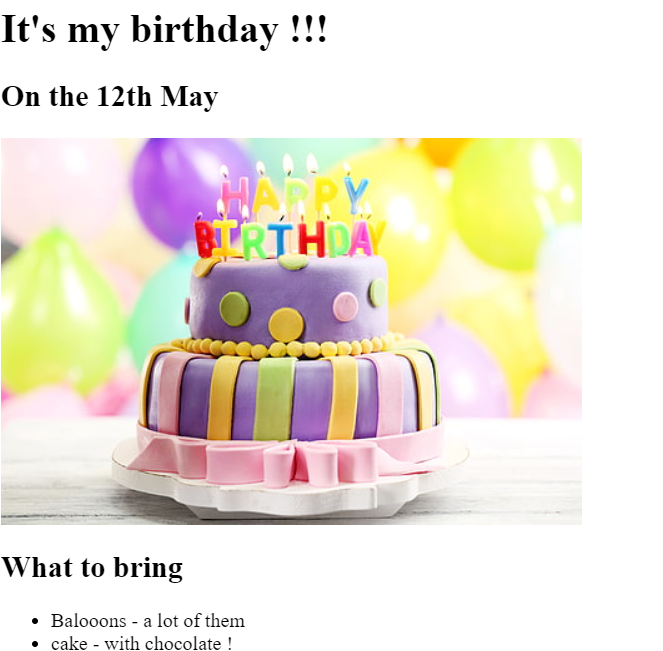 It's my birthday !!!
On the 12th May
HAPPY
BIRTHDAY
What to bring
Balooons - a lot of them
cake - with chocolate !